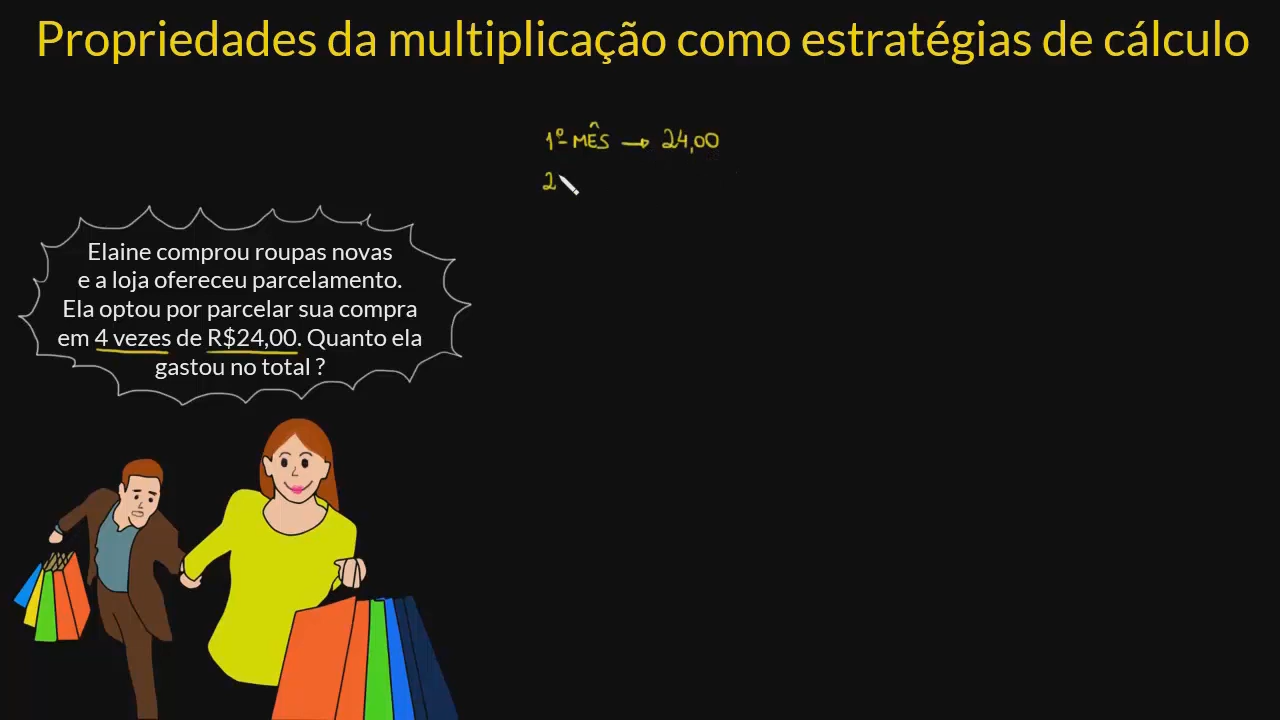 Propriedades da multiplicação como estratégias de cálculo
1º MÊS → 24,00
2
Elaine comprou roupas novas
e a loja ofereceu parcelamento.
Ela optou por parcelar sua compra
em 4 vezes de R$24,00. Quanto ela
gastou no total ?